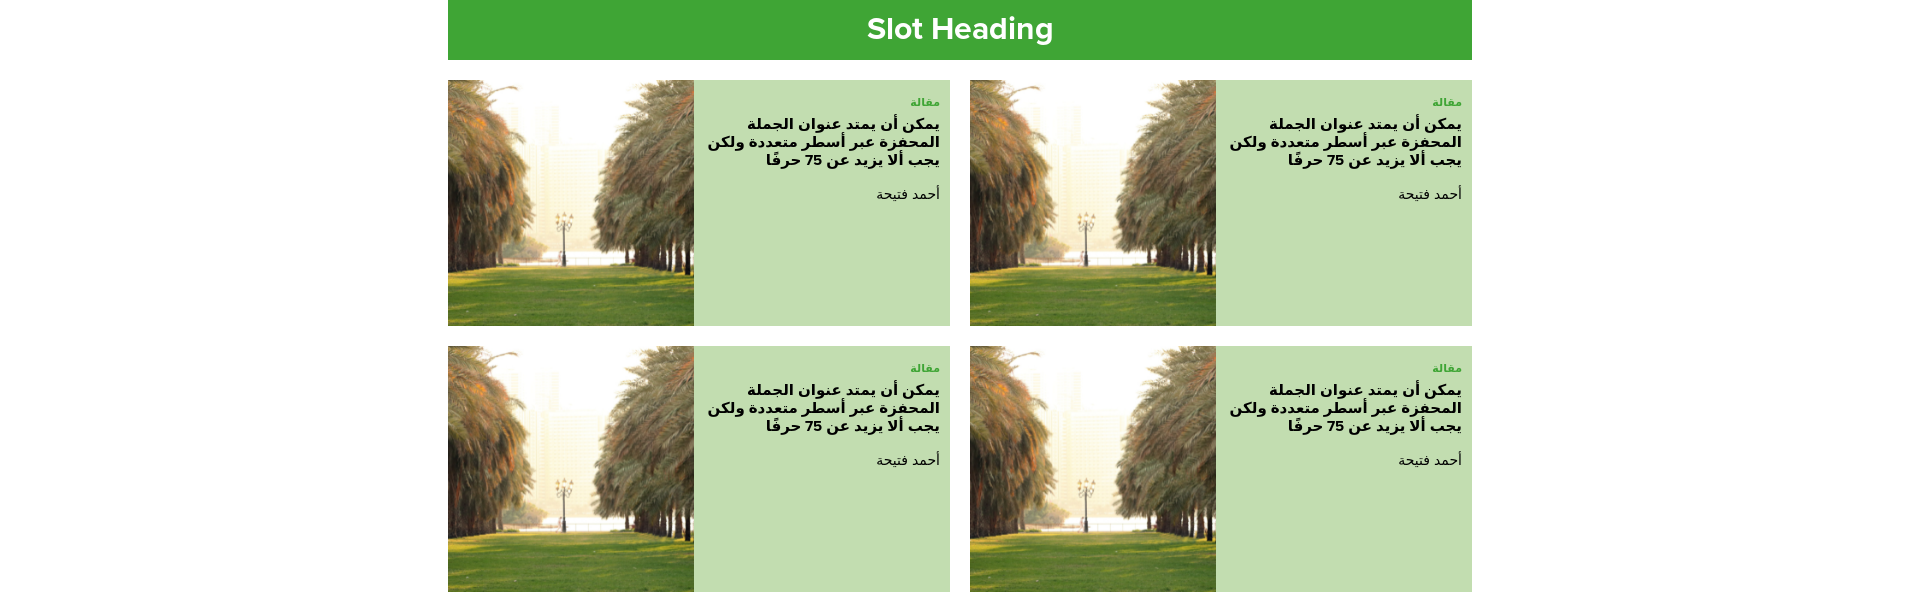 Slot Heading
مقالة
يمكن أن يمتد عنوان الجملة
المحفزة عبر أسطر متعددة ولكن
يجب ألا يزيد عن 75 حرفًا
أحمد فتيحة
مقالة
يمكن أن يمتد عنوان الجملة
المحفزة عبر أسطر متعددة ولكن
يجب ألا يزيد عن 75 حرفًا
أحمد فتيحة
مقالة
يمكن أن يمتد عنوان الجملة
المحفزة عبر أسطر متعددة ولكن
يجب ألا يزيد عن 75 حرفًا
أحمد فتيحة
مقالة
يمكن أن يمتد عنوان الجملة
المحفزة عبر أسطر متعددة ولكن
يجب ألا يزيد عن 75 حرفًا
أحمد فتيحة